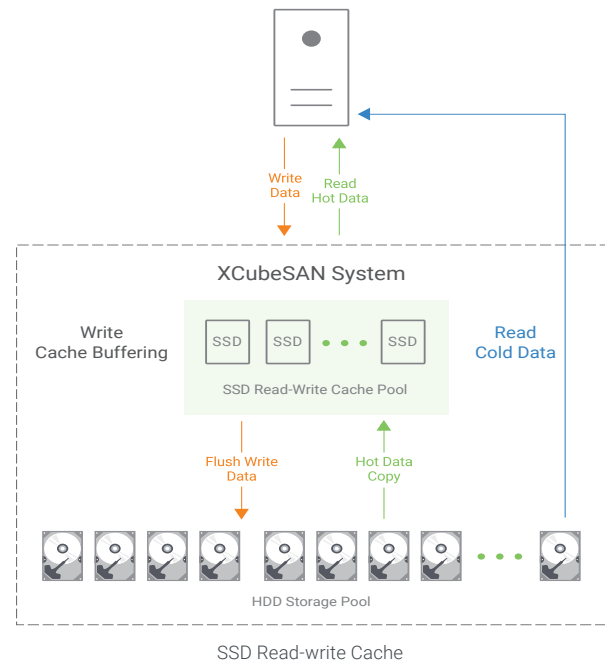 Write
Data
Read
Hot Data
XCubeSAN System
Write
Cache Buffering
SSD
SSD
SSD
Read
Cold Data
SSD Read-Write Cache Pool
Flush Write
Data
Hot Data
Copy
HDD Storage Pool
SSD Read-write Cache